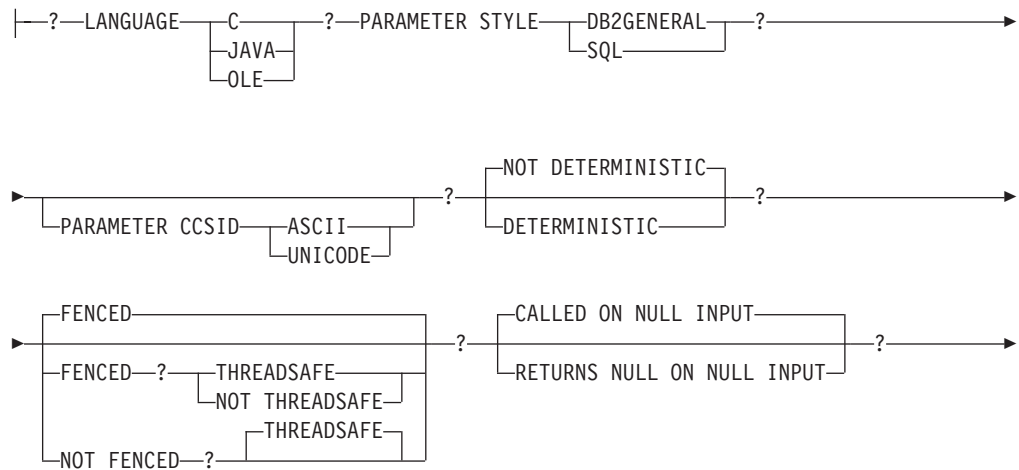 ? LANGUAGE C ? PARAMETER STYLE DB2GENERAL ?
JAVA SQL
OLE
NOT DETERMINISTIC
? ?
PARAMETER CCSID ASCII DETERMINISTIC
UNICODE
FENCED CALLED ON NULL INPUT
? ?
FENCED ? THREADSAFE RETURNS NULL ON NULL INPUT
NOT THREADSAFE
THREADSAFE
NOT FENCED ?